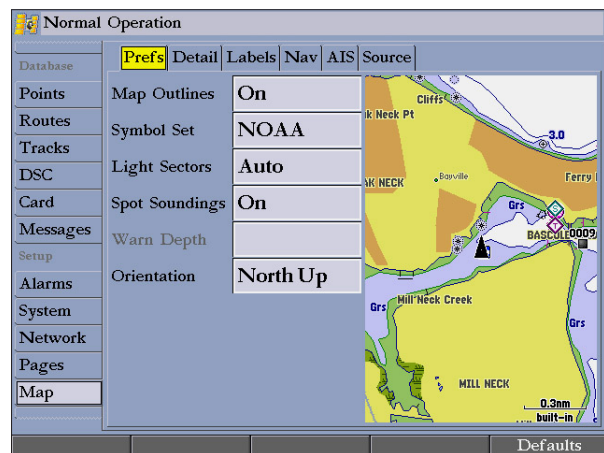 Normal Operation
Database
Points
Routes
Tracks
DSC
Card
Messages
Setup
Alarms
System
Network
Pages
Map
Prefs Detail Labels Nav AIS Source
Map Outlines On
Symbol Set NOAA
Light Sectors Auto
Spot Soundings On
Warn Depth
Orientation North Up
Cliffs
k Neck Pt
3.0
Bayville
Ferry
AK NECK
Grs
S
T
BASCULE 0009
Mill Neck Creek
Grs
Grs
MILL NECK
0.3nm
built-in
Defaults